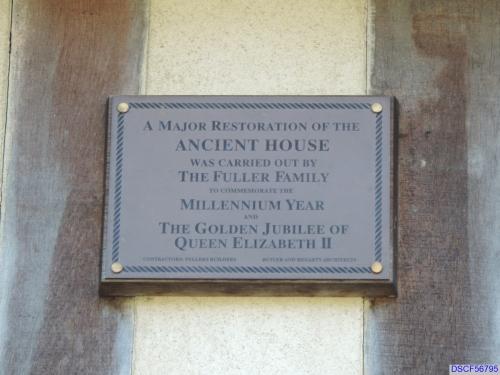 A MAJOR RESTORATION OF THE
ANCIENT HOUSE
WAS CARRIED OUT BY
THE FULLER FAMILY
TO COMMEMORATE THE
MILLENNIUM YEAR
AND
THE GOLDEN JUBILEE OF
QUEEN ELIZABETH II
CONTRACTORS: FULLERS BUILDERS BUTLER AND HEGARTY ARCHITECTS
DSCF56795